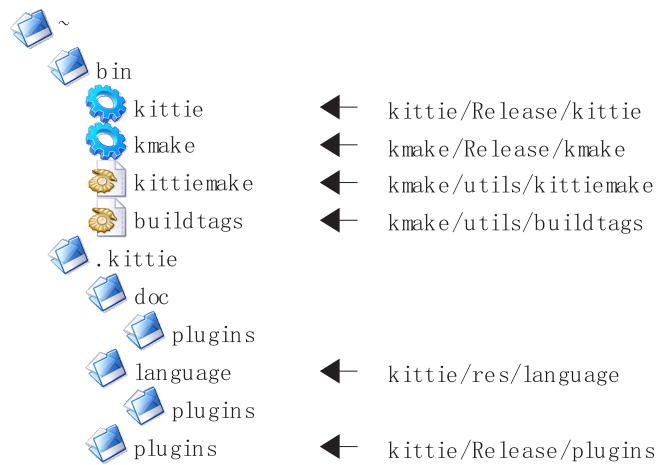 ~
bin
kittie kittie/Release/kittie
kmake kmake/Release/kmake
kittiemake kmake/utils/kittiemake
buildtags kmake/utils/buildtags
.kittie
doc
plugins
language kittie/res/language
plugins
plugins kittie/Release/plugins